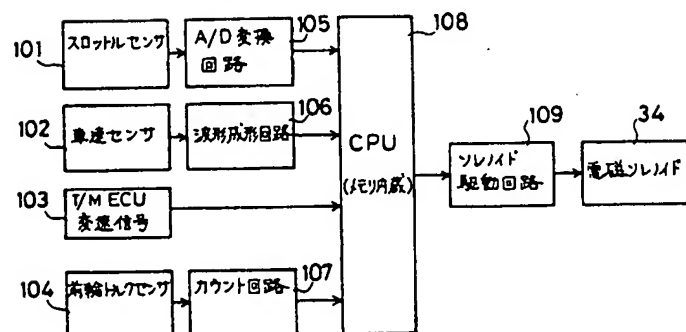 101
スロットルセンサ
A/D変換
回路
105
108
102
車速センサ
波形成形回路
106
CPU
(メモリ内蔵)
103
T/M ECU
変速信号
109
ソレノイド
駆動回路
34
電磁ソレノイド
104
前輪トルクセンサ
カウント回路
107